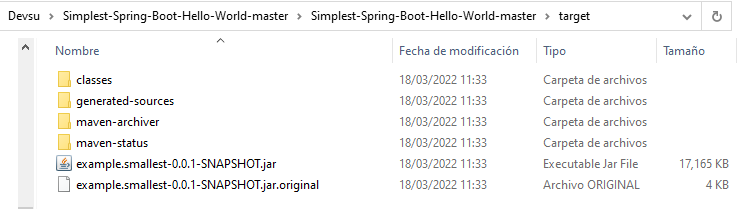 Devsu > Simplest-Spring-Boot-Hello-World-master > Simplest-Spring-Boot-Hello-World-master > target
Nombre Fecha de modificación Tipo Tamaño
classes 18/03/2022 11:33 Carpeta de archivos
generated-sources 18/03/2022 11:33 Carpeta de archivos
maven-archiver 18/03/2022 11:33 Carpeta de archivos
maven-status 18/03/2022 11:33 Carpeta de archivos
example.smallest-0.0.1-SNAPSHOT.jar 18/03/2022 11:33 Executable Jar File 17,165 KB
example.smallest-0.0.1-SNAPSHOT.jar.original 18/03/2022 11:33 Archivo ORIGINAL 4 KB